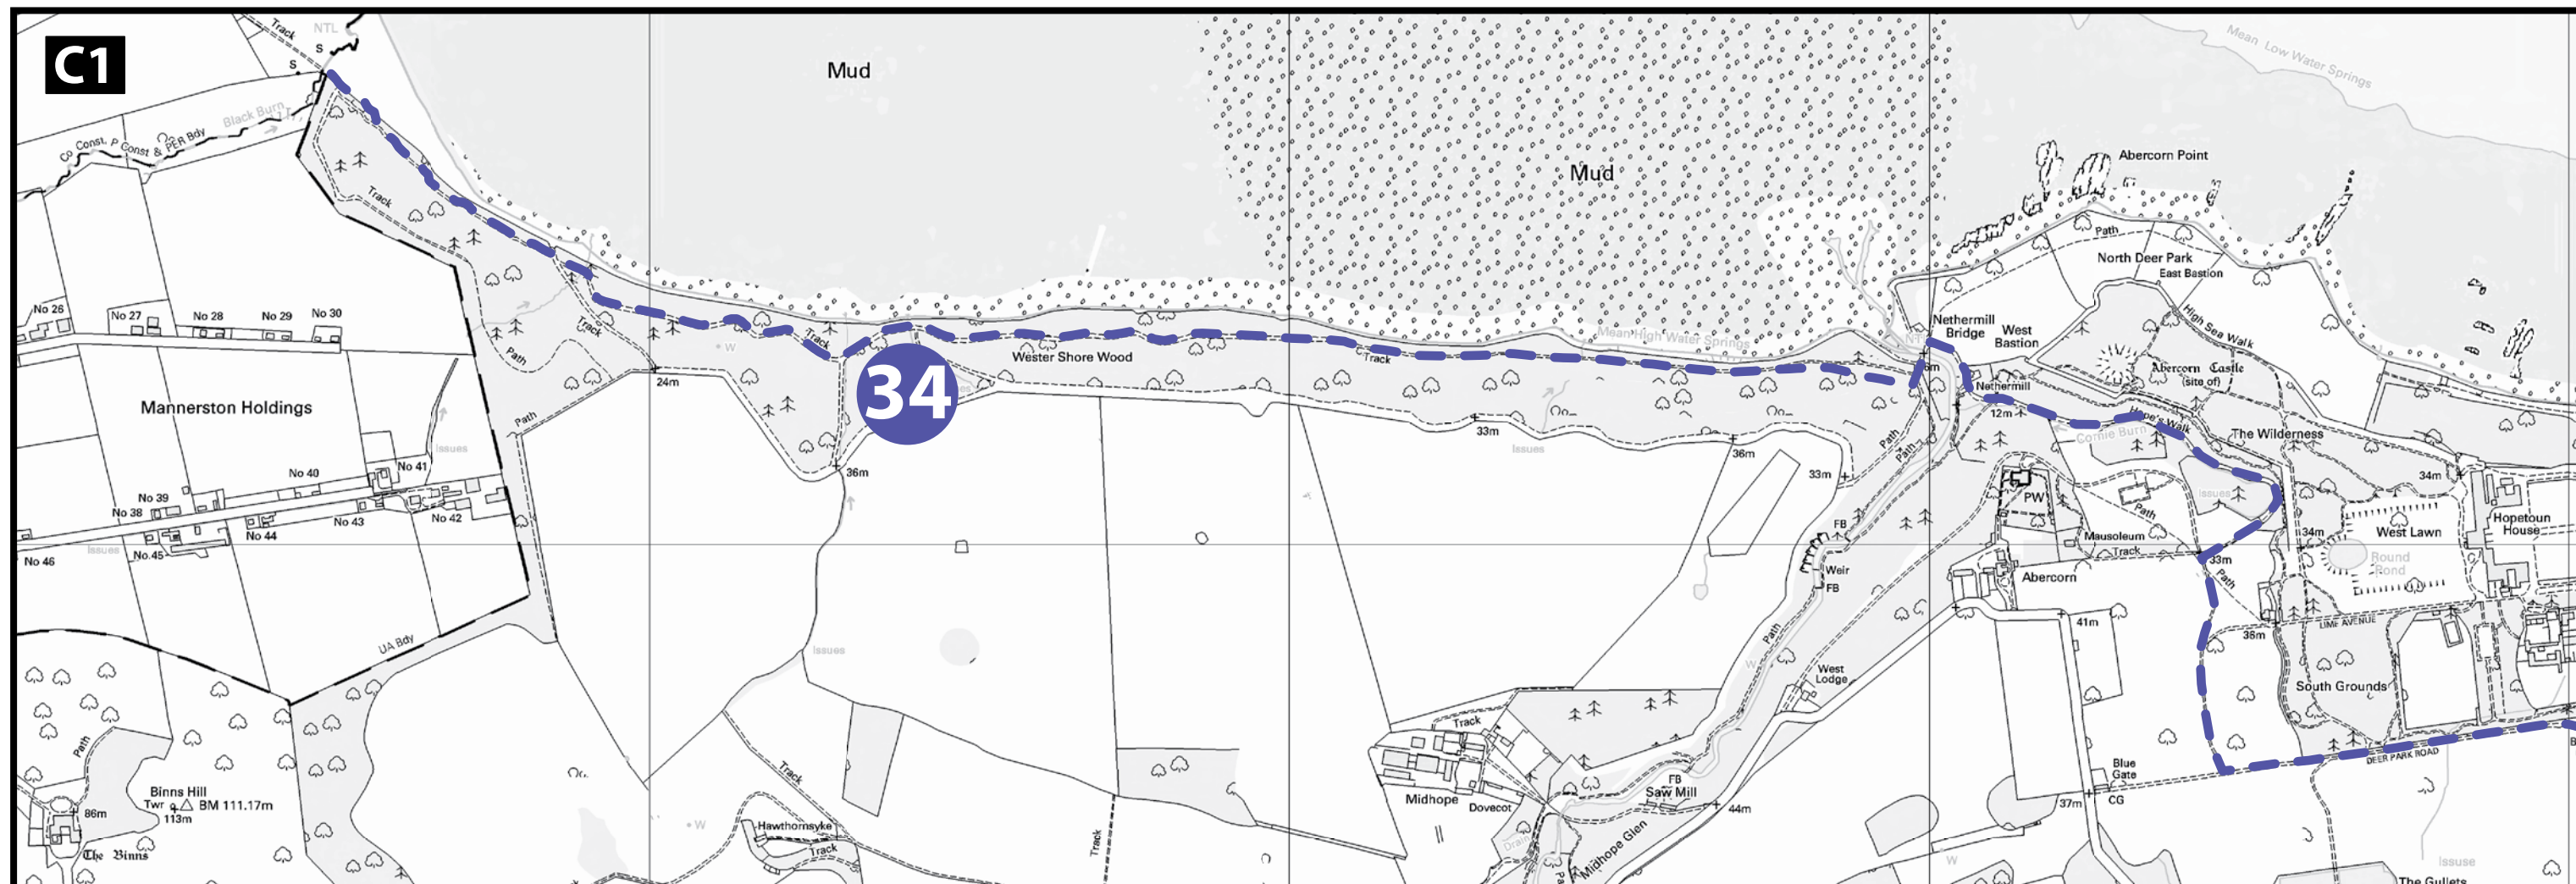 C1
Track
NTL
S
S
Mud
Mean Low Water Springs
Black Burn
Co Const, P Const & PER Bdy
Abercorn Point
Mud
Track
Path
North Deer Park
East Bastion
No 26
No 27
No 28
No 29
No 30
High Sea Walk
Nethermill
Bridge
West
Bastion
Mean High Water Springs
Track
Track
W
Wester Shore Wood
Track
Path
Abercorn Castle
(site of)
24m
Nethermill
34
Mannerston Holdings
12m
Hope's Walk
Path
33m
Cornie Burn
The Wilderness
Path
Path
Issues
Issues
36m
No 41
No 40
36m
33m
34m
No 39
No 38
No 43
No 42
Issues
PW
Path
No 44
FB
Hopetoun
House
West Lawn
34m
Mausoleum
Issues
No 45
No 46
Track
33m
Round
Pond
Weir
FB
Abercorn
Path
41m
LIME AVENUE
36m
UA Bdy
Path
Issues
W
West
Lodge
South Grounds
Track
Path
DEER PARK ROAD
Track
Blue
Gate
FB
Saw Mill
Binns Hill
Twr
BM 111.17m
113m
Midhope
Dovecot
44m
37m
CG
86m
W
Hawthornsyke
Track
Track
Drain
Midhope Glen
The Binns
W
Issuse
The Gullets